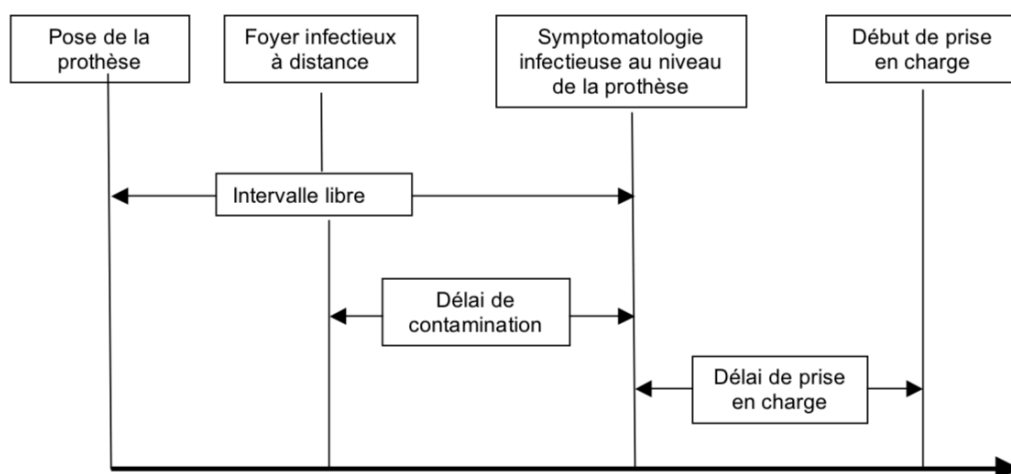 Pose de la
prothèse
Foyer infectieux
à distance
Symptomatologie
infectieuse au niveau
de la prothèse
Début de prise
en charge
Intervalle libre
Délai de
contamination
Délai de prise
en charge